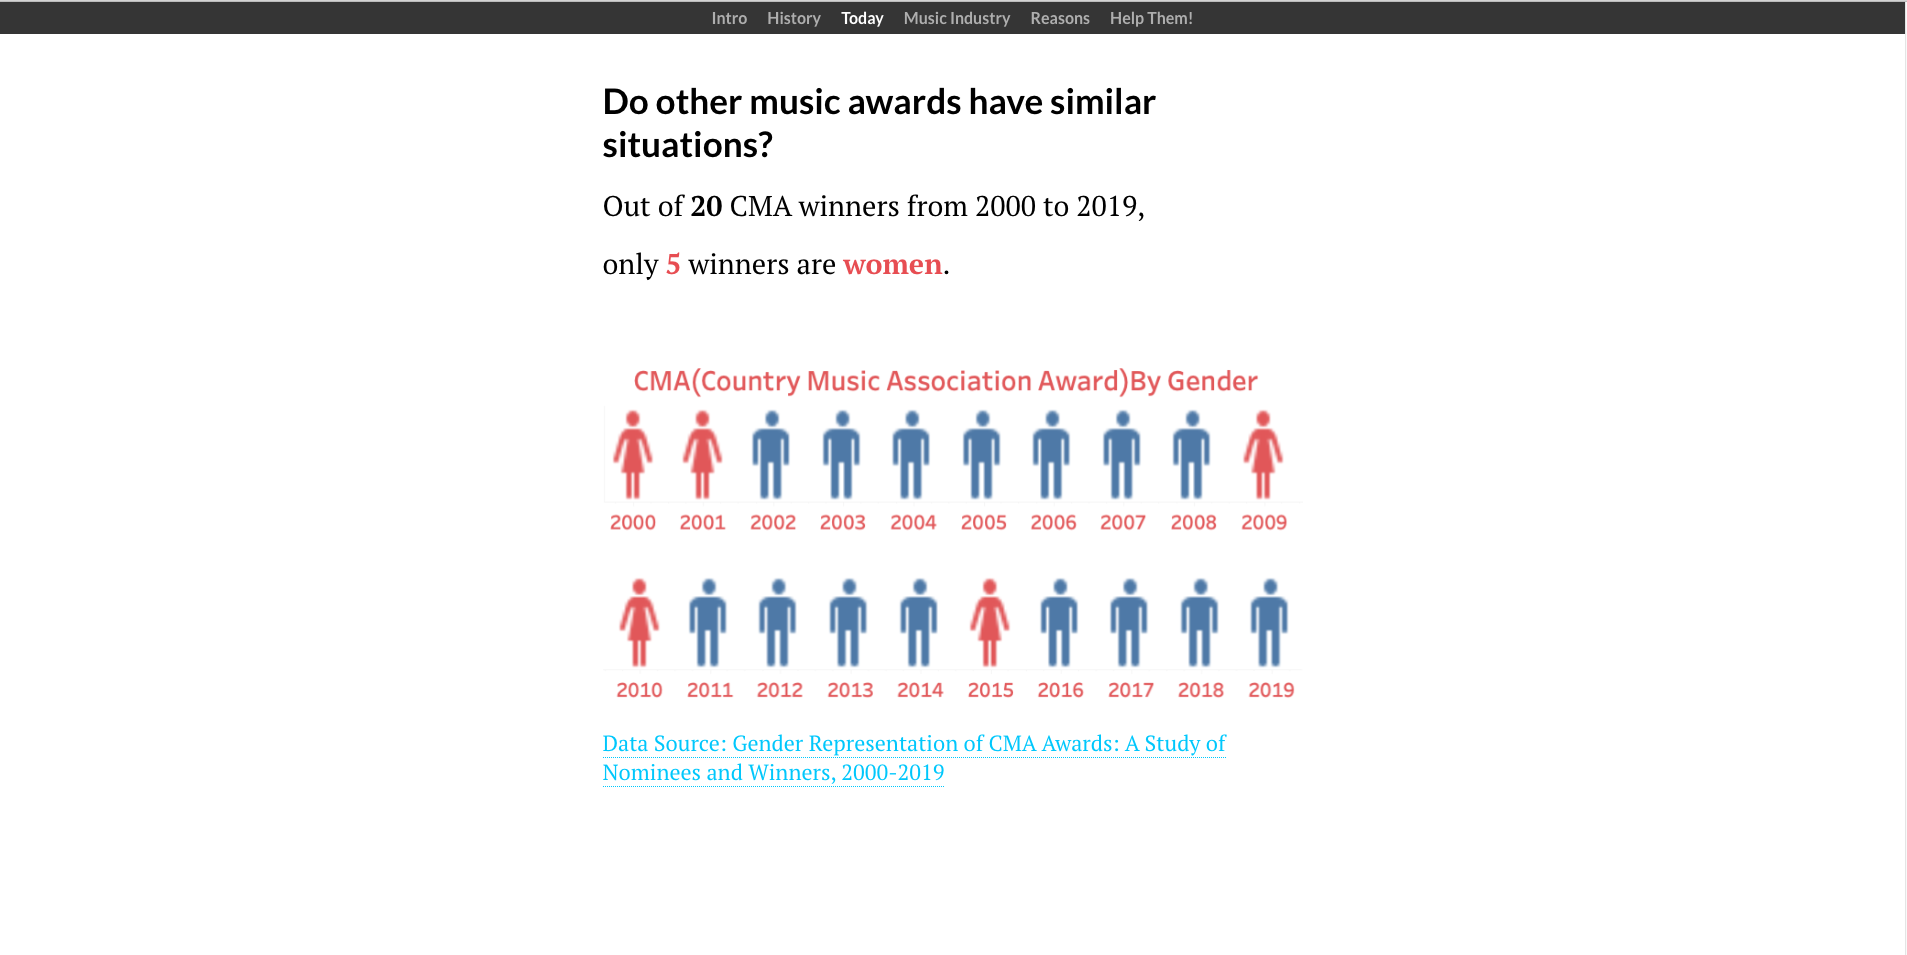 Intro History Today Music Industry Reasons Help Them!
Do other music awards have similar
situations?
Out of 20 CMA winners from 2000 to 2019,
only 5 winners are women.
CMA(Country Music Association Award)By Gender
2000 2001 2002 2003 2004 2005 2006 2007 2008 2009
2010 2011 2012 2013 2014 2015 2016 2017 2018 2019
Data Source: Gender Representation of CMA Awards: A Study of
Nominees and Winners, 2000-2019